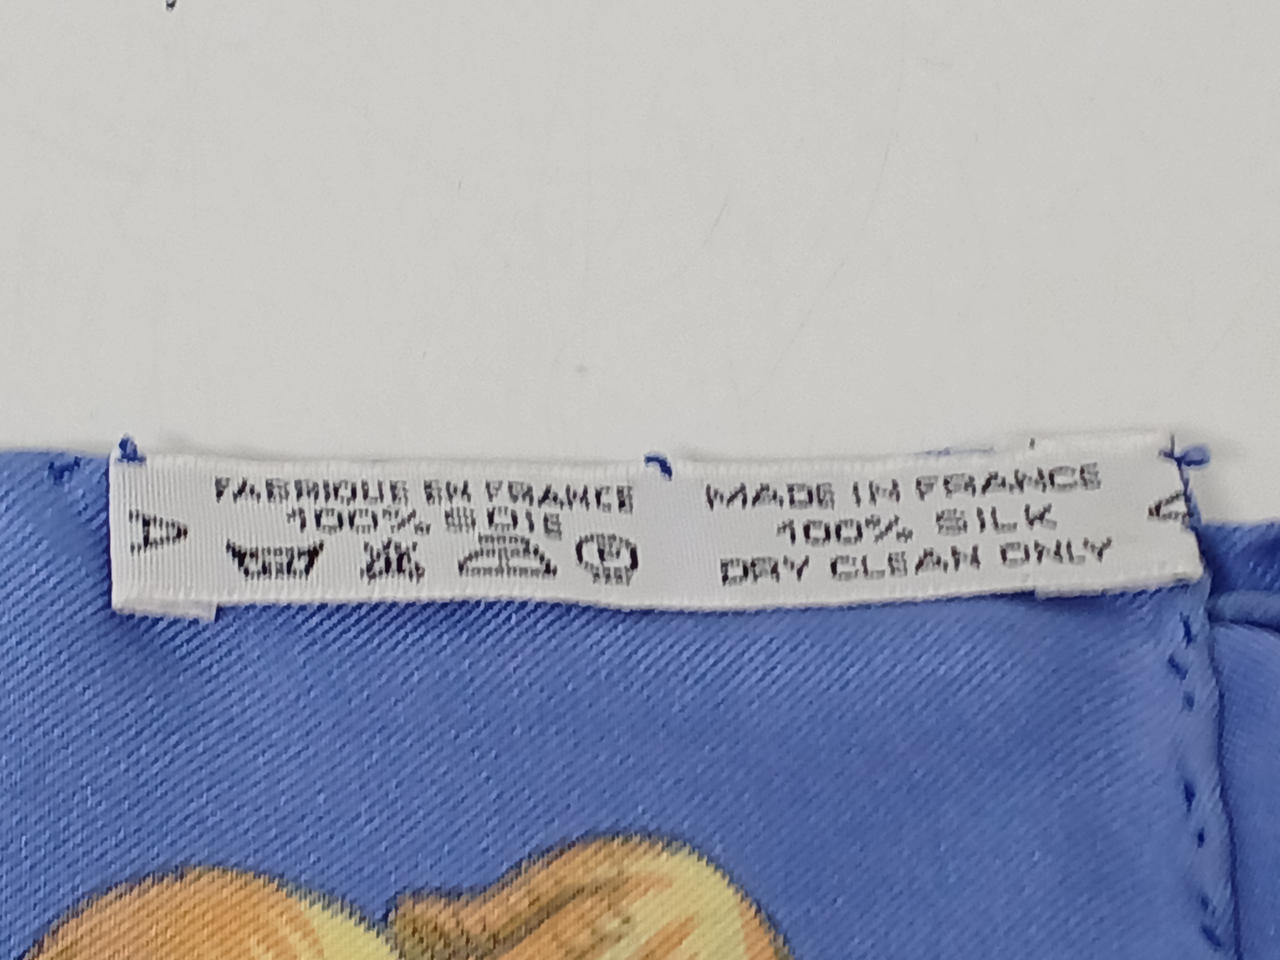 FABRIQUE EN FRANCE
100% SOIE
MADE IN FRANCE
100% SILK
DRY CLEAN ONLY
A